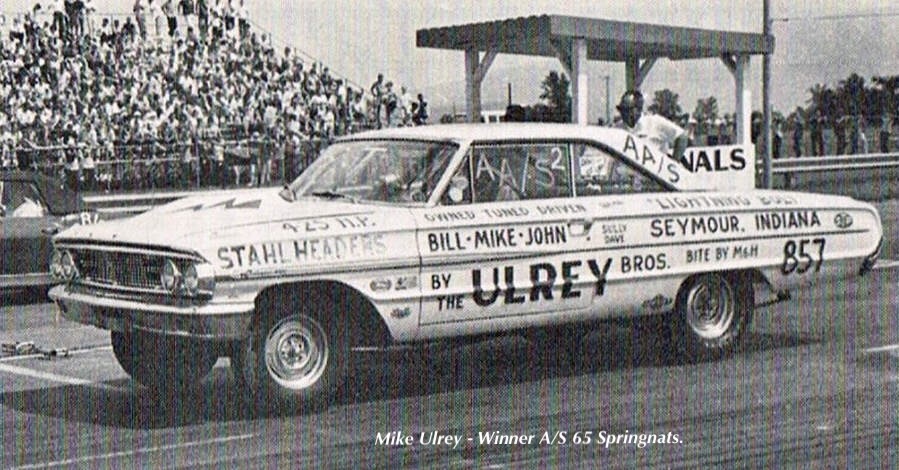 AA/S 2
AA/S
NALS
425 H.P.
STAHL HEADERS
OWNED TUNED DRIVEN
BILL·MIKE·JOHN
SULLY
DAVE
"LIGHTNING BOLT"
SEYMOUR, INDIANA
BY
THE
ULREY BROS.
BITE BY M&H
857
Mike Ulrey - Winner A/S 65 Springnats.